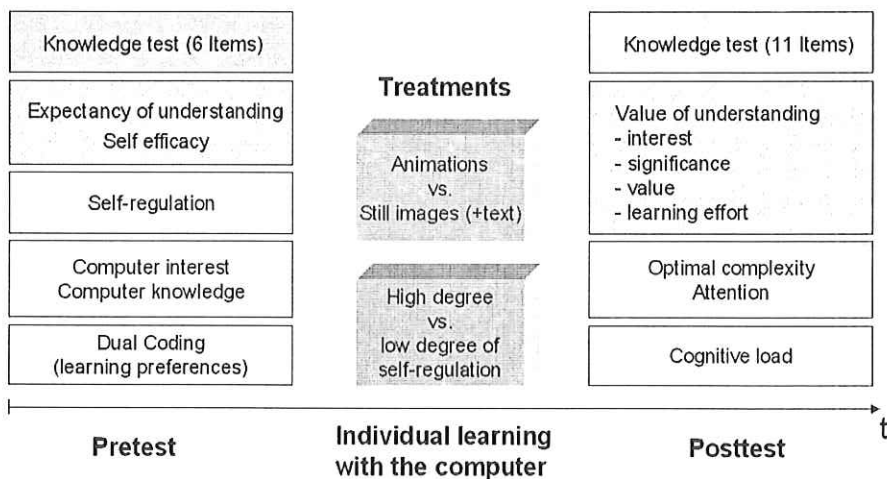 Knowledge test (6 Items)
Expectancy of understanding
Self efficacy
Self-regulation
Computer interest
Computer knowledge
Dual Coding
(learning preferences)
Treatments
Animations
vs.
Still images (+text)
High degree
vs.
low degree of
self-regulation
Knowledge test (11 Items)
Value of understanding
- interest
- significance
- value
- learning effort
Optimal complexity
Attention
Cognitive load
t
Pretest
Individual learning
with the computer
Posttest